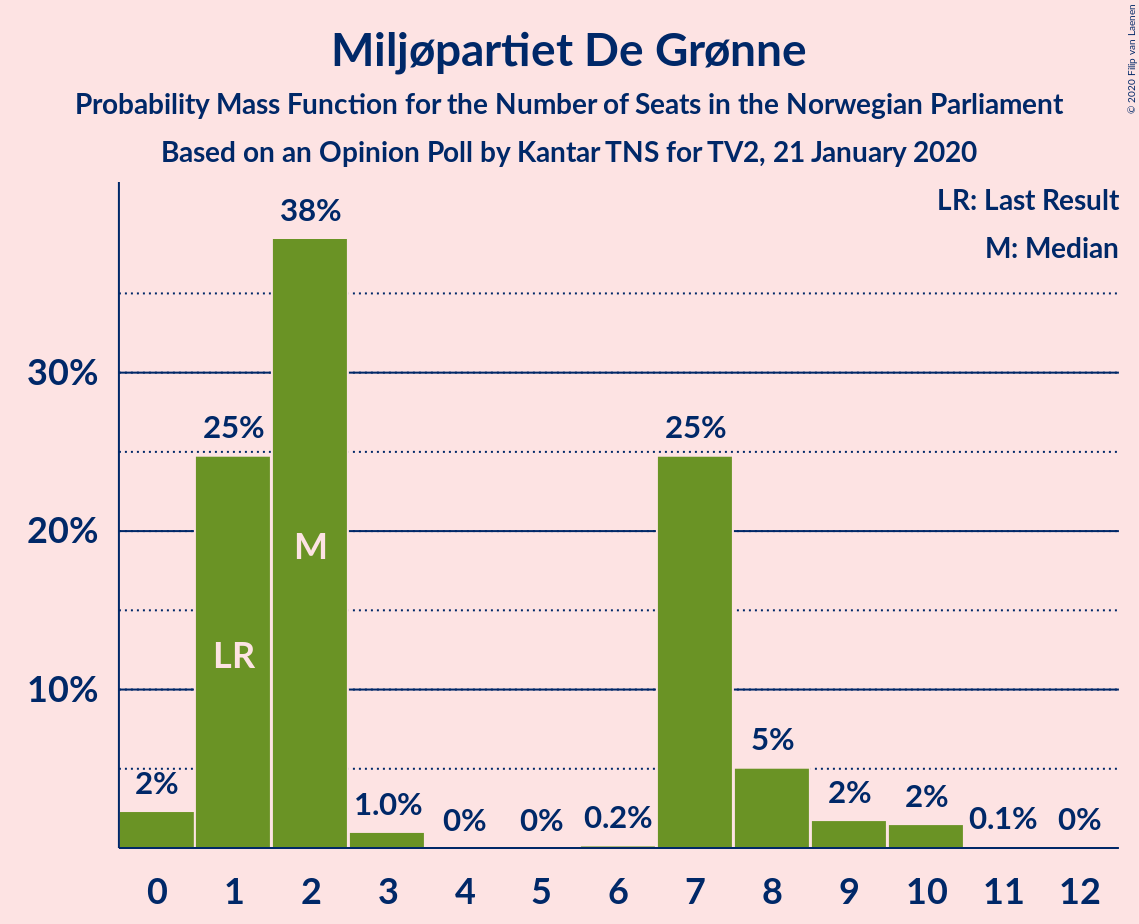 Miljøpartiet De Grønne
Probability Mass Function for the Number of Seats in the Norwegian Parliament
Based on an Opinion Poll by Kantar TNS for TV2, 21 January 2020
© 2020 Filip van Laenen
LR: Last Result
M: Median
30%
20%
10%
2%
25%
38%
1.0%
0%
0%
0.2%
25%
5%
2%
2%
0.1%
0%
LR
M
0 1 2 3 4 5 6 7 8 9 10 11 12